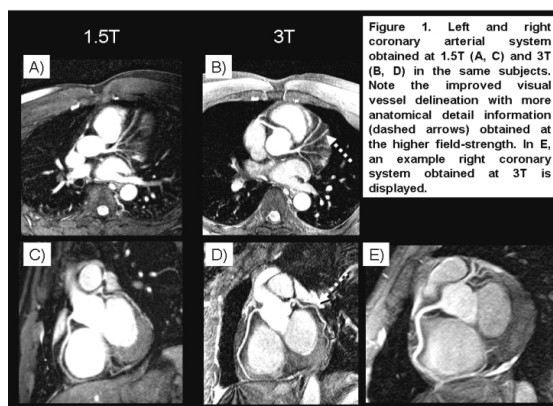 1.5T
3T
Figure 1. Left and right
coronary arterial system
obtained at 1.5T (A, C) and 3T
(B, D) in the same subjects.
Note the improved visual
vessel delineation with more
anatomical detail information
(dashed arrows) obtained at
the higher field-strength. In E,
an example right coronary
system obtained at 3T is
displayed.
A)
B)
C)
D)
E)